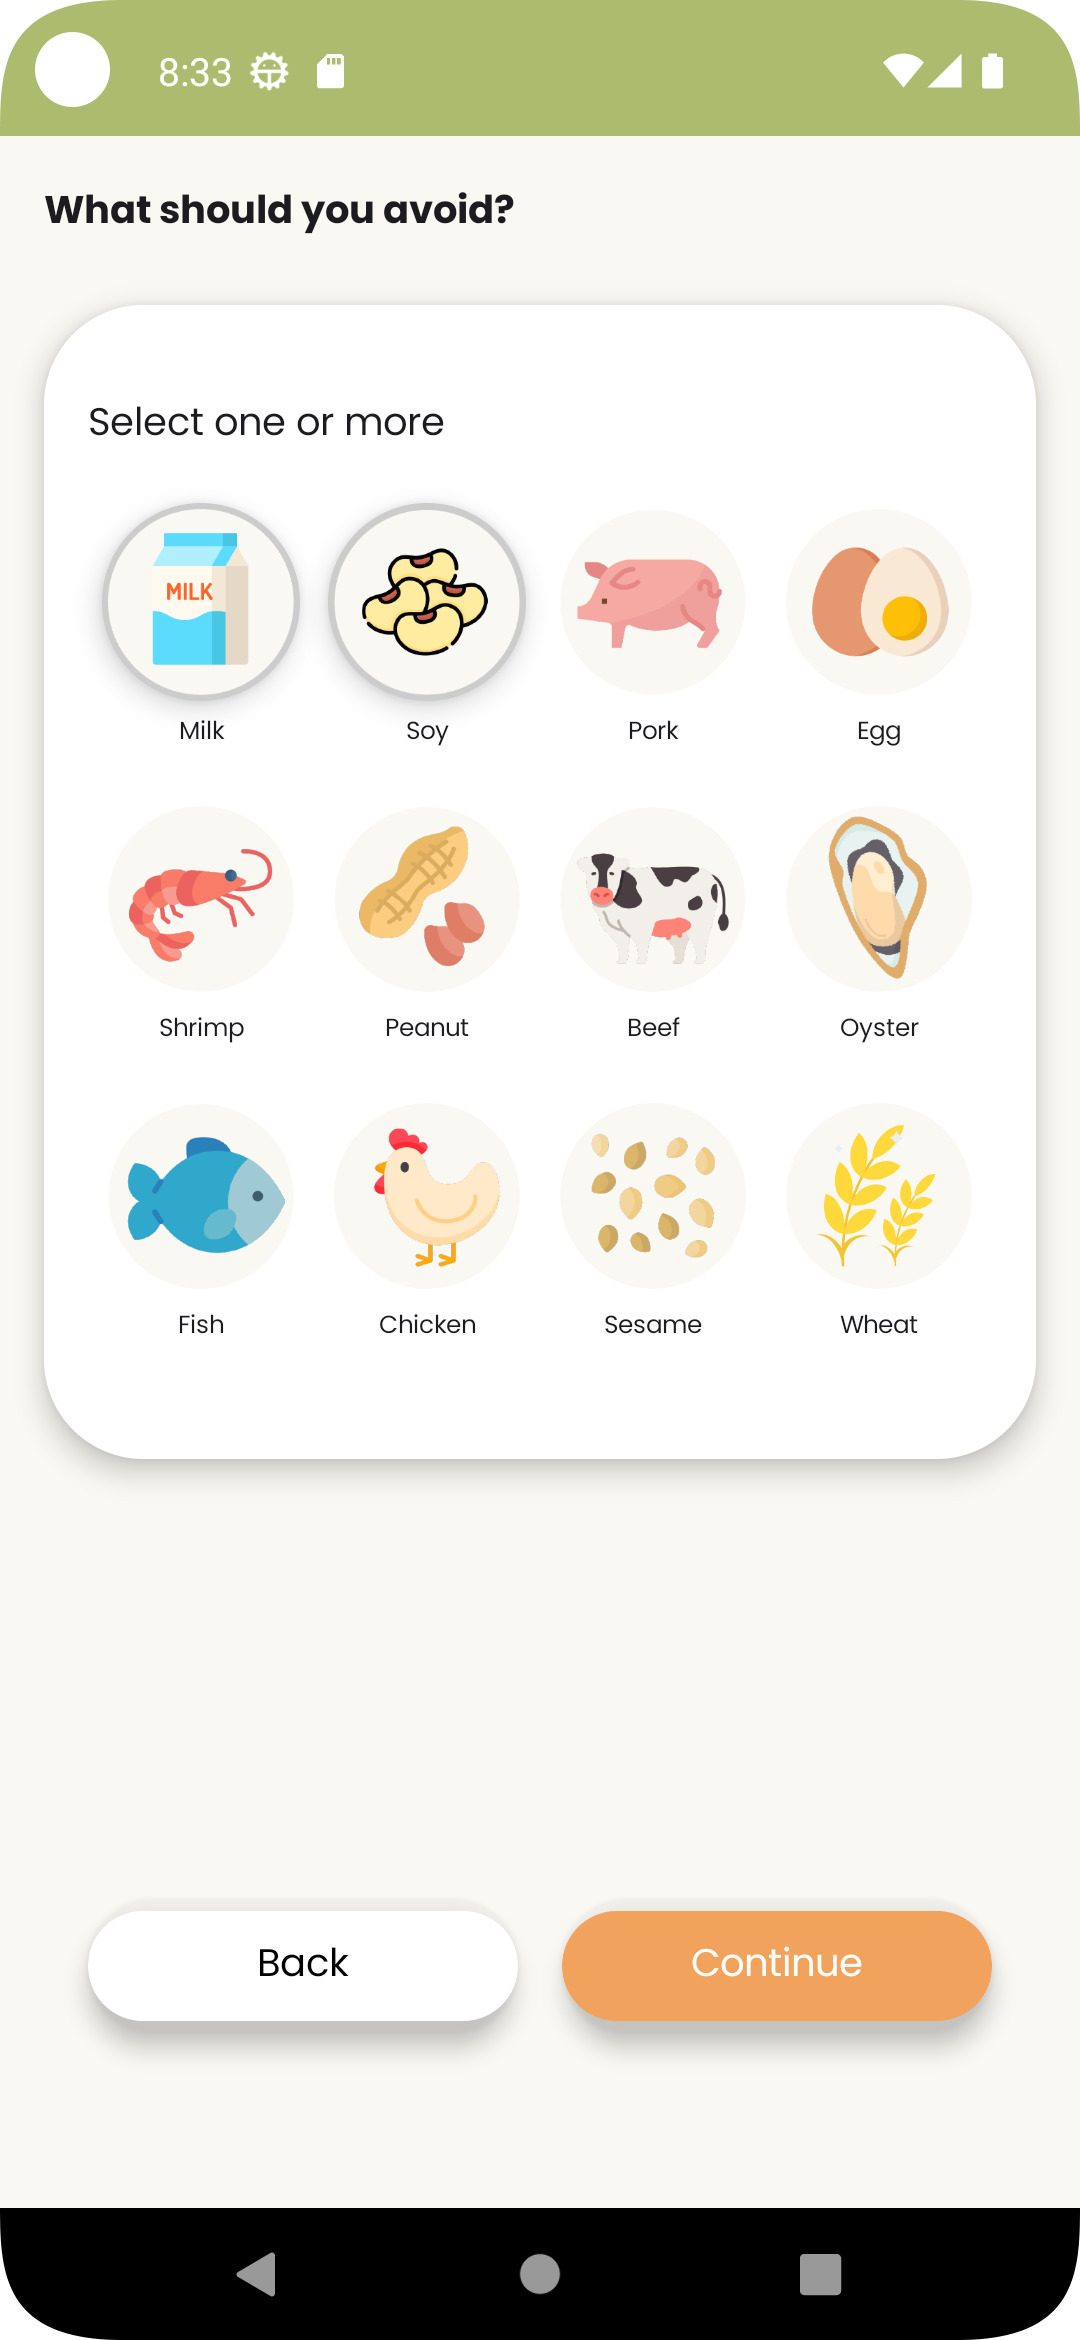 8:33
What should you avoid?
Select one or more
MILK
Milk Soy Pork Egg
Shrimp Peanut Beef Oyster
Fish Chicken Sesame Wheat
Back Continue